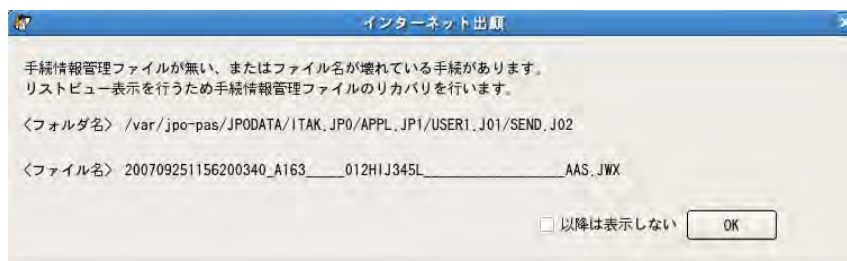 インターネット出願
手続情報管理ファイルが無い、またはファイル名が壊れている手続があります。
リストビュー表示を行うため手続情報管理ファイルのリカバリを行います。
〈フォルダ名〉 /var/jpo-pas/JPODATA/ITAK.JP0/APPL.JP1/USER1.J01/SEND.J02
〈ファイル名〉 200709251156200340_A163_____012HIJ345L____________________AAS.JWX
以降は表示しない OK